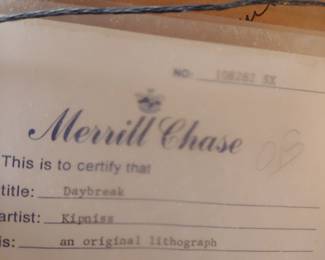 NO: 108282 SX
Merrill Chase
This is to certify that
title: Daybreak
artist: Kipniss
is: an original lithograph